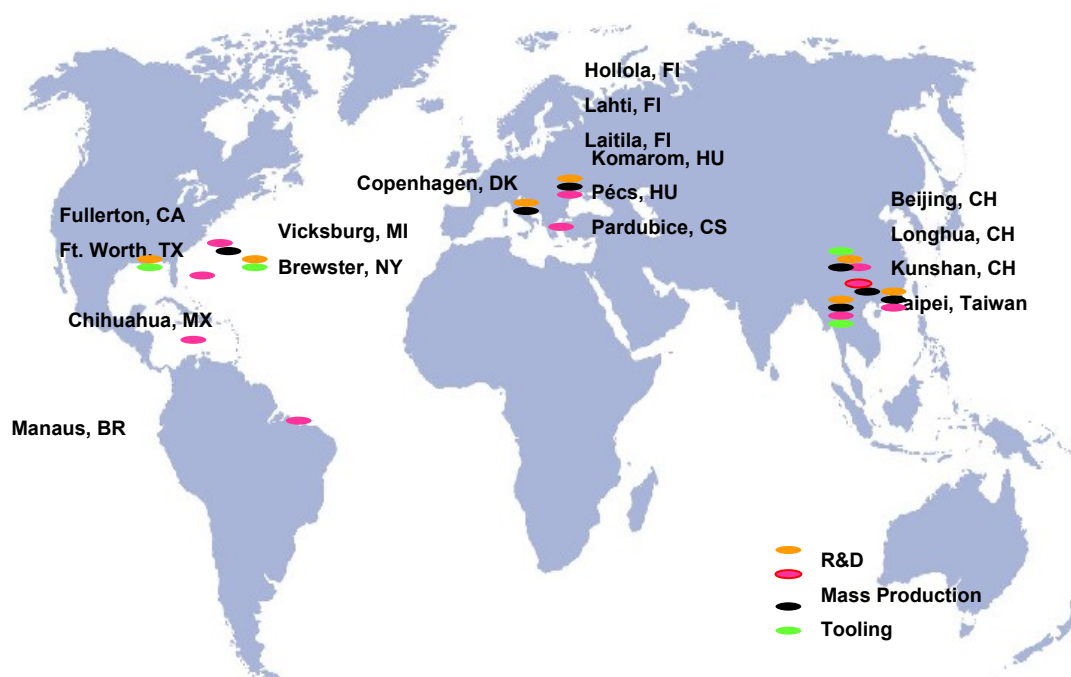 Hollola, FI
Lahti, FI
Laitila, FI
Komarom, HU
Copenhagen, DK
Pécs, HU
Pardubice, CS
Fullerton, CA
Ft. Worth, TX
Vicksburg, MI
Brewster, NY
Chihuahua, MX
Manaus, BR
Beijing, CH
Longhua, CH
Kunshan, CH
aipei, Taiwan
R&D
Mass Production
Tooling